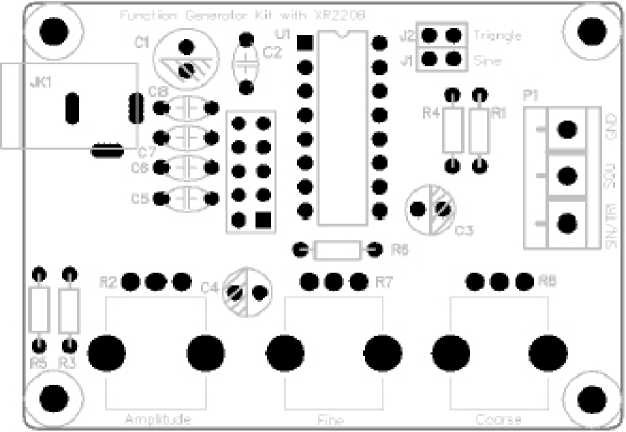 Function Generator Kit with XR2206
C1
U1
C2
J2 Triangle
J1 Sine
JK1
C8
P1
R4
R1
GND
C7
C6
SQU
C5
SIN/TRI
C3
R6
R2
C4
R7
R8
R5
R3
Amplitude
Fine
Coarse